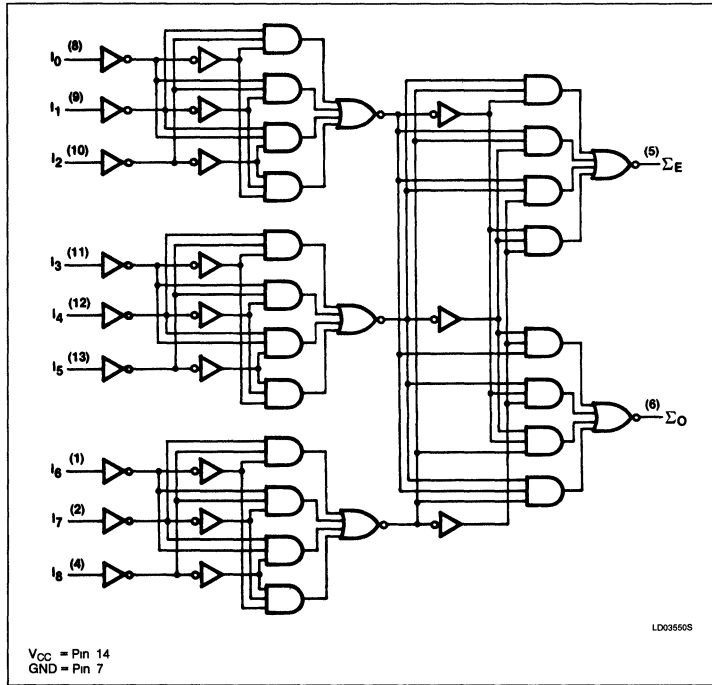 I0 (8)
I1 (9)
I2 (10)
(5) ΣE
I3 (11)
I4 (12)
I5 (13)
(6) ΣO
I6 (1)
I7 (2)
I8 (4)
LD03550S
VCC = Pin 14
GND = Pin 7